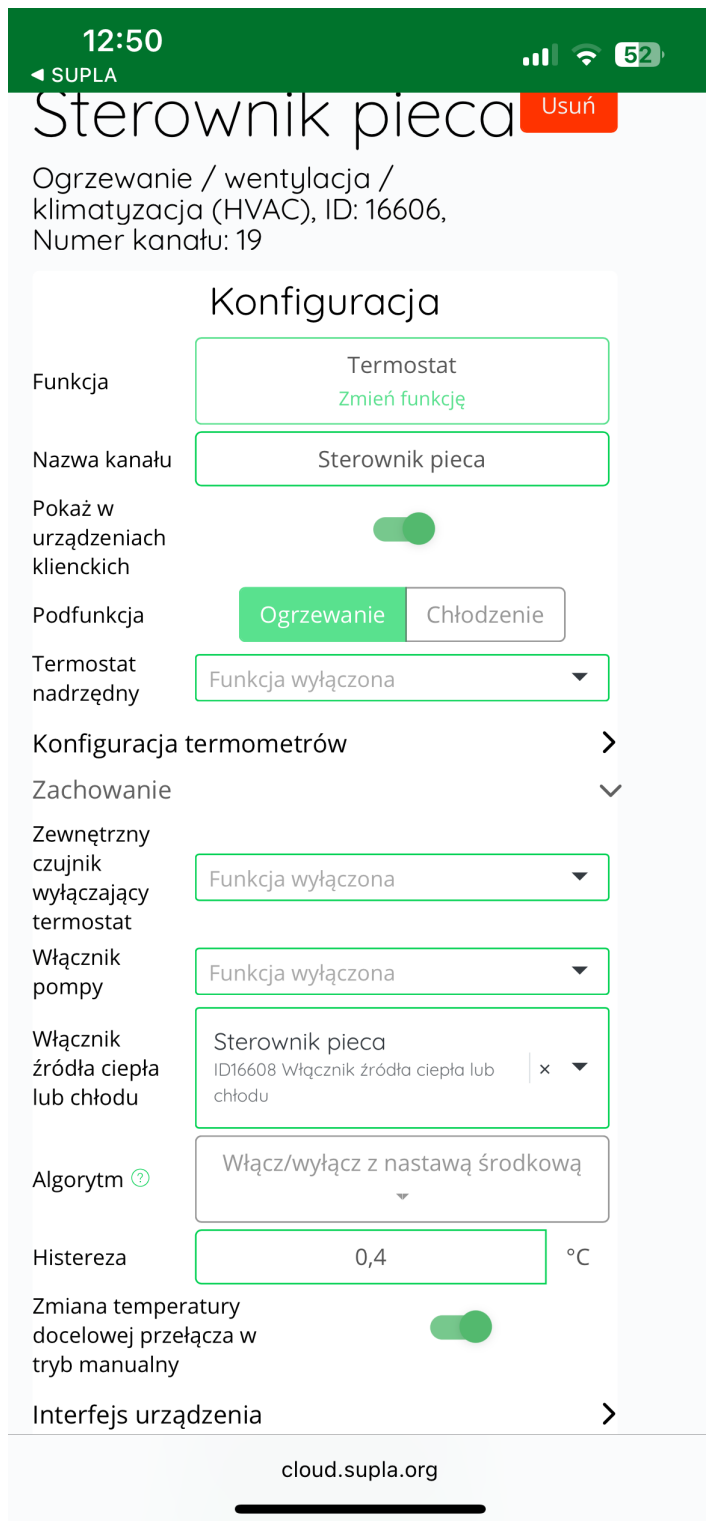 12:50
52
◀ SUPLA
Sterownik pieca
Usuń
Ogrzewanie / wentylacja /
klimatyzacja (HVAC), ID: 16606,
Numer kanału: 19
Konfiguracja
Funkcja
Termostat
Zmień funkcję
Nazwa kanału
Sterownik pieca
Pokaż w
urządzeniach
klienckich
Podfunkcja
Ogrzewanie
Chłodzenie
Termostat
nadrzędny
Funkcja wyłączona
Konfiguracja termometrów
Zachowanie
Zewnętrzny
czujnik
wyłączający
termostat
Funkcja wyłączona
Włącznik
pompy
Funkcja wyłączona
Włącznik
źródła ciepła
lub chłodu
Sterownik pieca
ID16608 Włącznik źródła ciepła lub
chłodu
×
Algorytm ?
Włącz/wyłącz z nastawą środkową
Histereza
0,4
°C
Zmiana temperatury
docelowej przełącza w
tryb manualny
Interfejs urządzenia
cloud.supla.org